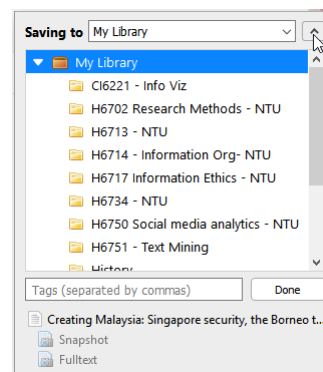 Saving to My Library
My Library
CI6221 - Info Viz
H6702 Research Methods - NTU
H6713 - NTU
H6714 - Information Org- NTU
H6717 Information Ethics - NTU
H6734 - NTU
H6750 Social media analytics - NTU
H6751 - Text Mining
History
Tags (separated by commas) Done
Creating Malaysia: Singapore security, the Borneo t...
Snapshot
Fulltext